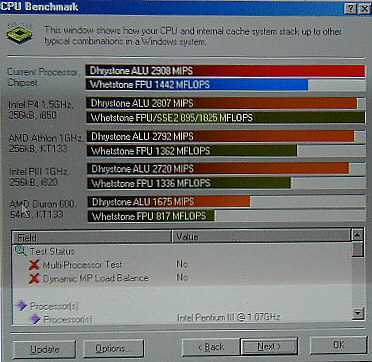 CPU Benchmark
This window shows how your CPU and internal cache system stack up to other
typical combinations in a Windows system.
Current Processor,
Chipset
Dhrystone ALU 2908 MIPS
Whetstone FPU 1442 MFLOPS
Intel P4 1.5GHz,
256kB, i850
Dhrystone ALU 2807 MIPS
Whetstone FPU/SSE2 895/1825 MFLOPS
AMD Athlon 1GHz,
256kB, KT133
Dhrystone ALU 2792 MIPS
Whetstone FPU 1362 MFLOPS
Intel PIII 1GHz,
256kB, i820
Dhrystone ALU 2720 MIPS
Whetstone FPU 1336 MFLOPS
AMD Duron 600,
64kB, KT133
Dhrystone ALU 1675 MIPS
Whetstone FPU 817 MFLOPS
Field Value
Test Status
Multi-Processor Test No
Dynamic MP Load Balance No
Processor(s)
Processor(s) Intel Pentium III @ 1.07GHz
Update Options... < Back Next > OK